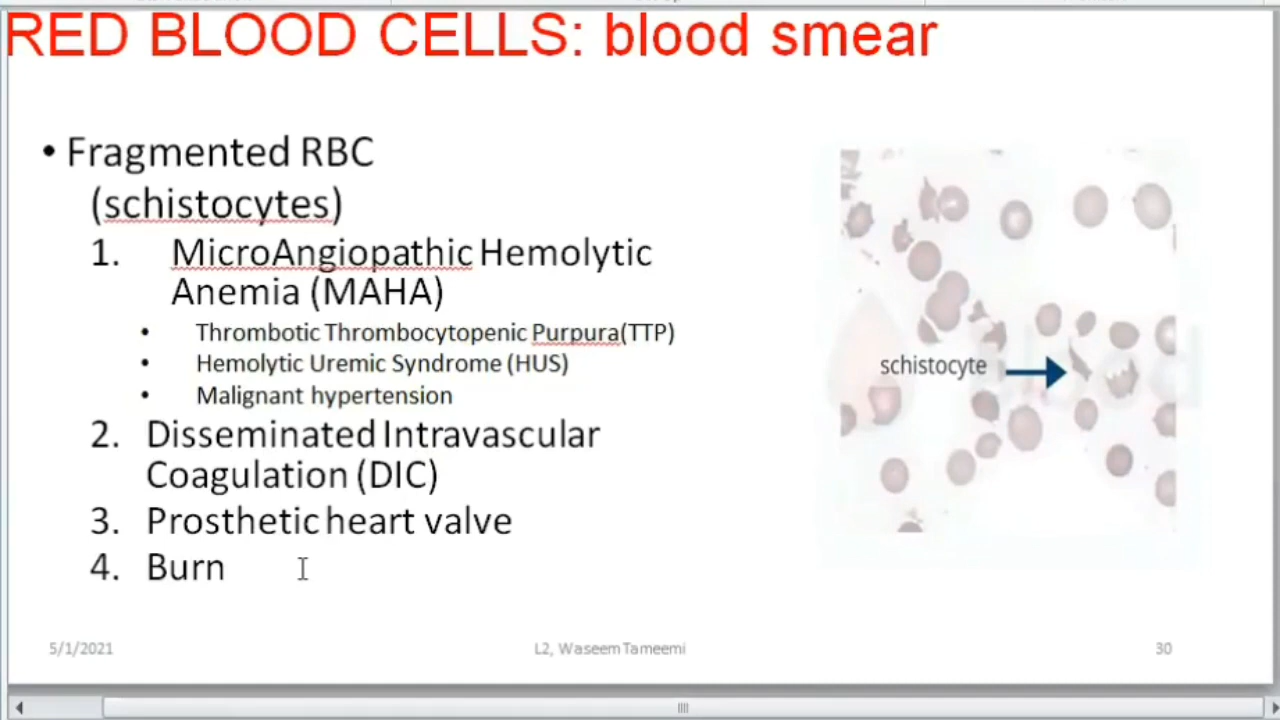 RED BLOOD CELLS: blood smear
• Fragmented RBC
(schistocytes)
1. MicroAngiopathic Hemolytic
Anemia (MAHA)
• Thrombotic Thrombocytopenic Purpura(TTP)
• Hemolytic Uremic Syndrome (HUS)
• Malignant hypertension
2. Disseminated Intravascular
Coagulation (DIC)
3. Prosthetic heart valve
4. Burn
schistocyte
5/1/2021
L2, Waseem Tameemi
30